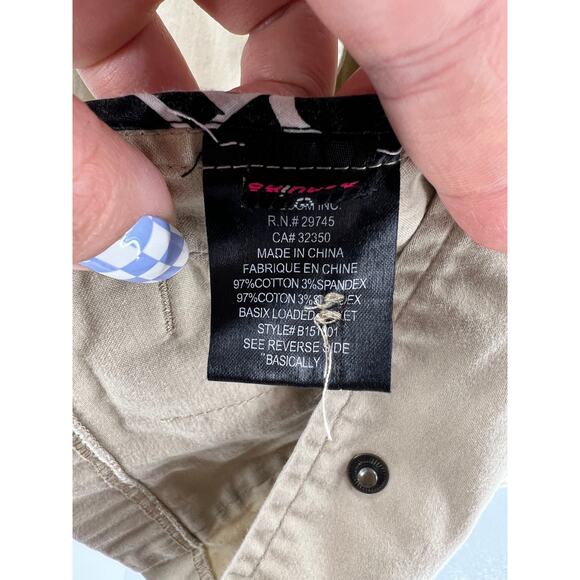 INC.
R.N.# 29745
CA# 32350
MADE IN CHINA
FABRIQUE EN CHINE
97%COTTON 3%SPANDEX
97%COTON 3%
BASIX LOADED
STYLE#
SEE REVERSE SIDE
"BASICALLY